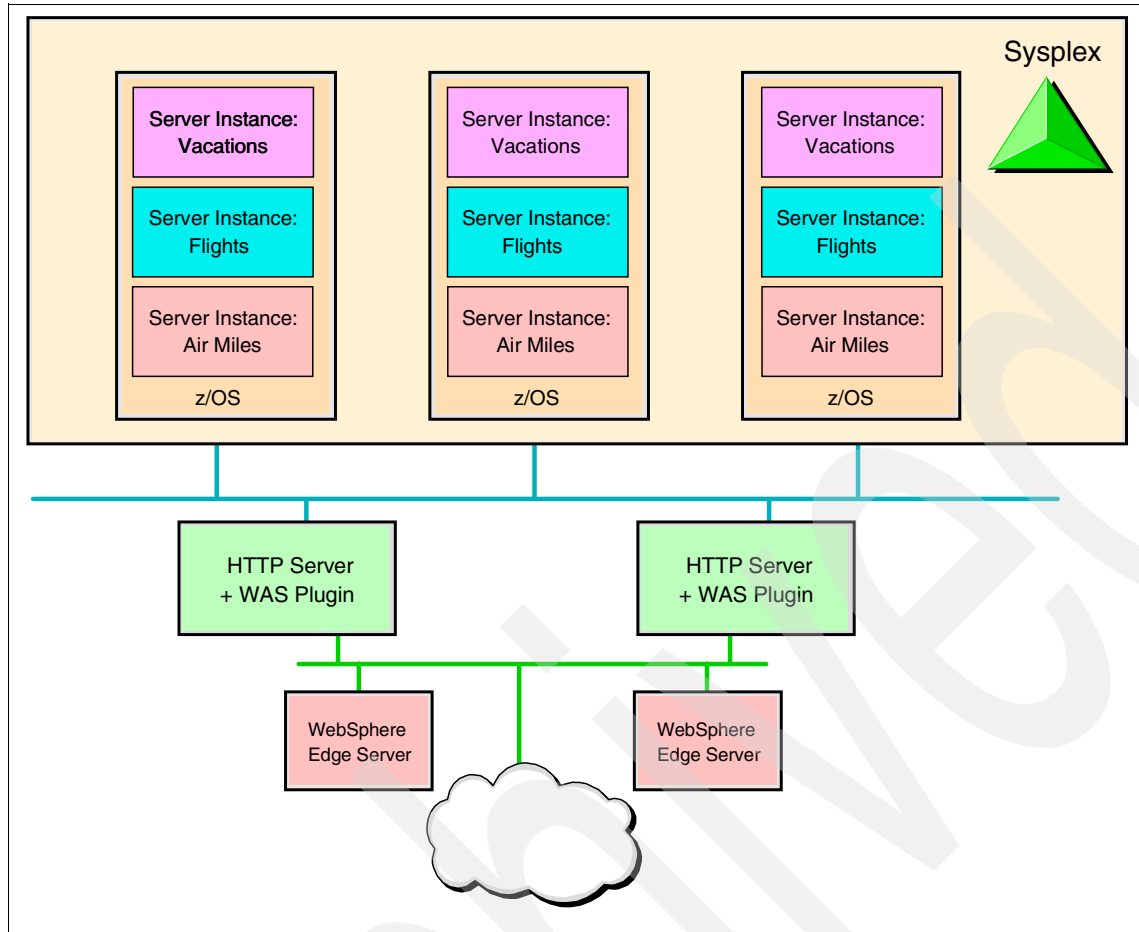 Sysplex
Server Instance:
Vacations
Server Instance:
Flights
Server Instance:
Air Miles
z/OS
Server Instance:
Vacations
Server Instance:
Flights
Server Instance:
Air Miles
z/OS
Server Instance:
Vacations
Server Instance:
Flights
Server Instance:
Air Miles
z/OS
HTTP Server
+ WAS Plugin
HTTP Server
+ WAS Plugin
WebSphere
Edge Server
WebSphere
Edge Server